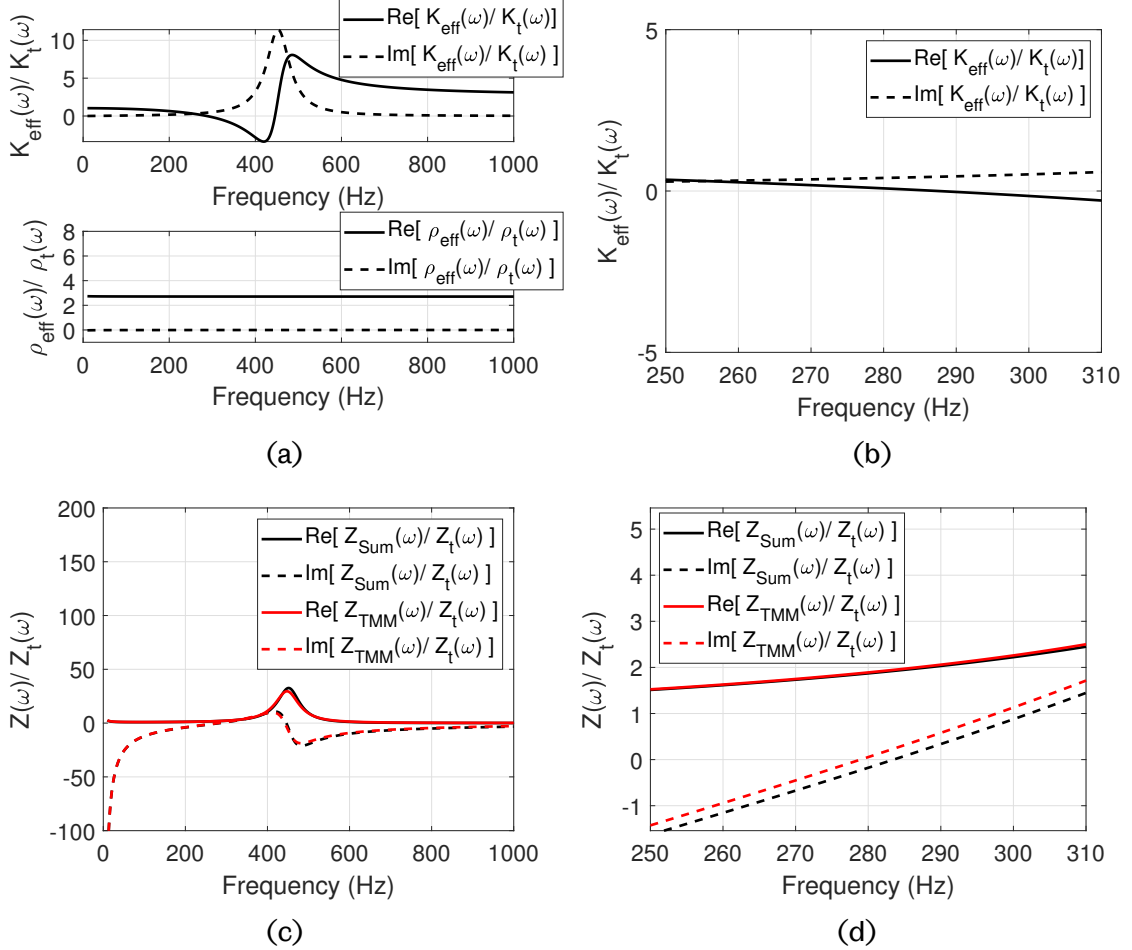 K_eff(ω)/ K_t(ω)
10
5
0
Re[ K_eff(ω)/ K_t(ω)]
Im[ K_eff(ω)/ K_t(ω) ]
0 200 400 600 800 1000
Frequency (Hz)
ρ_eff(ω)/ ρ_t(ω)
8
6
4
2
0
Re[ ρ_eff(ω)/ ρ_t(ω) ]
Im[ ρ_eff(ω)/ ρ_t(ω) ]
0 200 400 600 800 1000
Frequency (Hz)
(a)
K_eff(ω)/ K_t(ω)
5
0
-5
Re[ K_eff(ω)/ K_t(ω)]
Im[ K_eff(ω)/ K_t(ω) ]
250 260 270 280 290 300 310
Frequency (Hz)
(b)
Z(ω)/ Z_t(ω)
200
150
100
50
0
-50
-100
Re[ Z_Sum(ω)/ Z_t(ω) ]
Im[ Z_Sum(ω)/ Z_t(ω) ]
Re[ Z_TMM(ω)/ Z_t(ω) ]
Im[ Z_TMM(ω)/ Z_t(ω) ]
0 200 400 600 800 1000
Frequency (Hz)
(c)
Z(ω)/ Z_t(ω)
5
4
3
2
1
0
-1
Re[ Z_Sum(ω)/ Z_t(ω) ]
Im[ Z_Sum(ω)/ Z_t(ω) ]
Re[ Z_TMM(ω)/ Z_t(ω) ]
Im[ Z_TMM(ω)/ Z_t(ω) ]
250 260 270 280 290 300 310
Frequency (Hz)
(d)